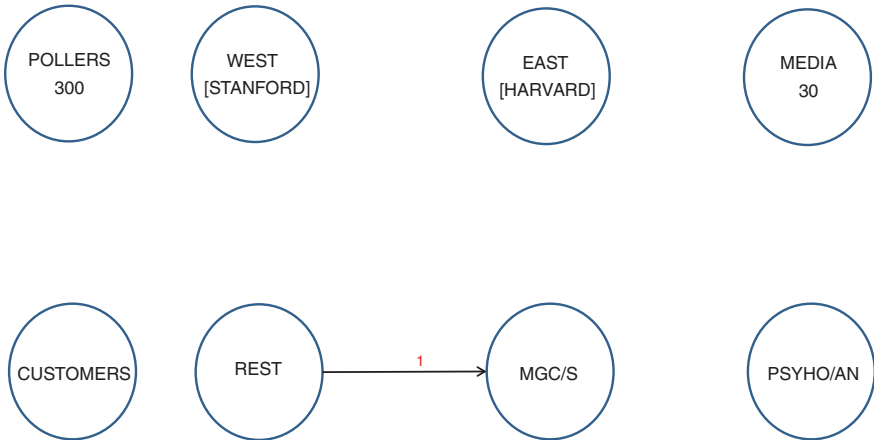 POLLERS
300
WEST
[STANFORD]
EAST
[HARVARD]
MEDIA
30
CUSTOMERS
REST
1
MGC/S
PSYHO/AN